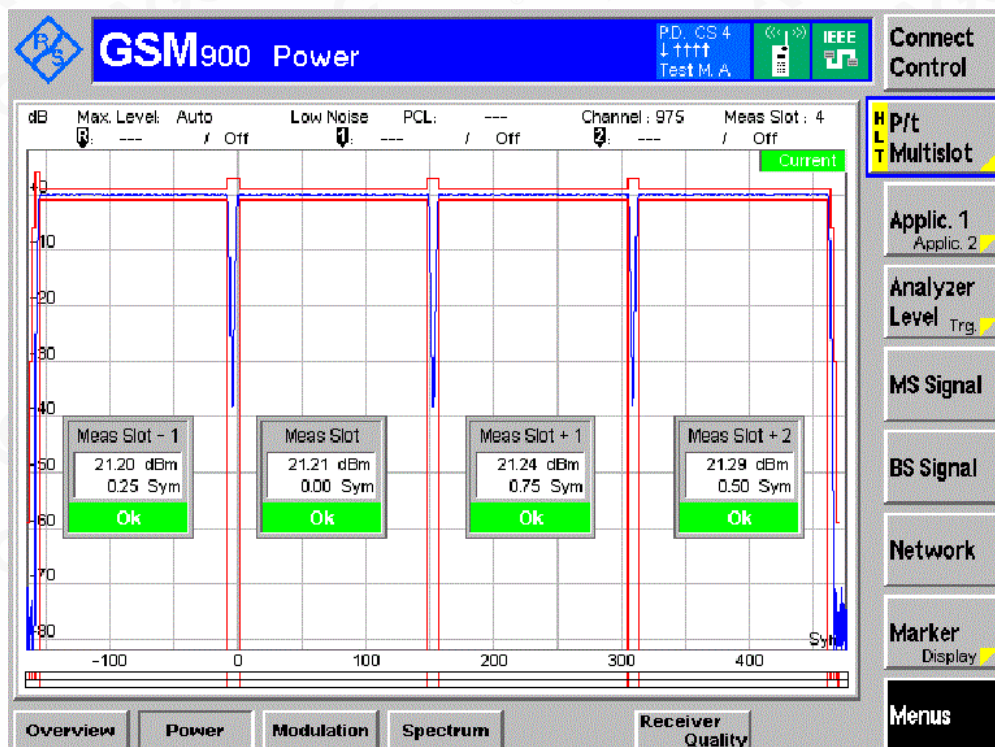 R S
GSM900 Power
P.D. CS 4
↓ ↑↑↑↑
Test M. A
IEEE
Connect
Control
dB Max. Level: Auto Low Noise PCL: --- Channel : 975 Meas Slot : 4
R: --- / Off 1: --- / Off 2: --- / Off
Current
HLT
P/t
Multislot
Applic. 1
Applic. 2
Analyzer
Level Trg.
MS Signal
BS Signal
Network
Marker
Display
Menus
+0
-10
-20
-30
-40
-50
-60
-70
-80
Meas Slot - 1
21.20 dBm
0.25 Sym
Ok
Meas Slot
21.21 dBm
0.00 Sym
Ok
Meas Slot + 1
21.24 dBm
0.75 Sym
Ok
Meas Slot + 2
21.29 dBm
0.50 Sym
Ok
-100 0 100 200 300 400
Overview Power Modulation Spectrum Receiver
Quality